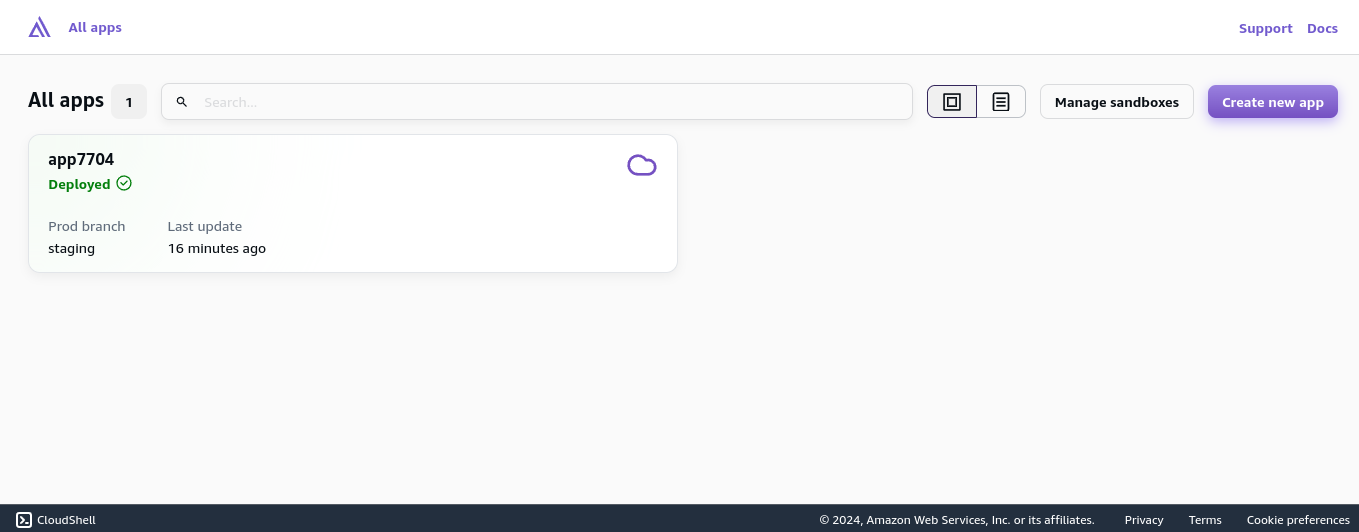 All apps
Support Docs
All apps 1 Search... Manage sandboxes Create new app
app7704
Deployed
Prod branch Last update
staging 16 minutes ago
CloudShell © 2024, Amazon Web Services, Inc. or its affiliates. Privacy Terms Cookie preferences